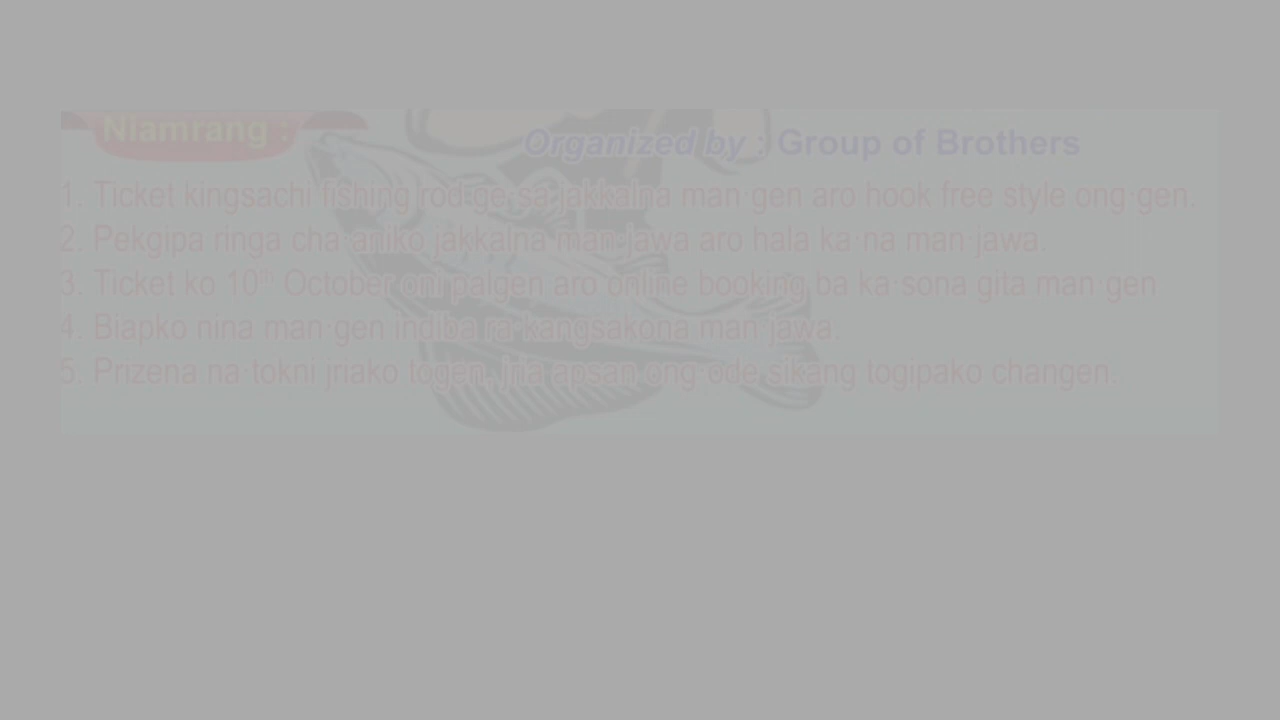 Niamrang :
Organized by : Group of Brothers
1. Ticket kingsachi fishing rod ge·sa jakkalna man·gen aro hook free style ong·gen.
2. Pekgipa ringa cha·aniko jakkalna man·jawa aro hala ka·na man·jawa.
3. Ticket ko 10th October oni palgen aro online booking ba ka·sona gita man·gen
4. Biapko nina man·gen indiba ra·kangsakona man·jawa.
5. Prizena na·tokni jriako togen, jria apsan ong·ode sikang togipako changen.